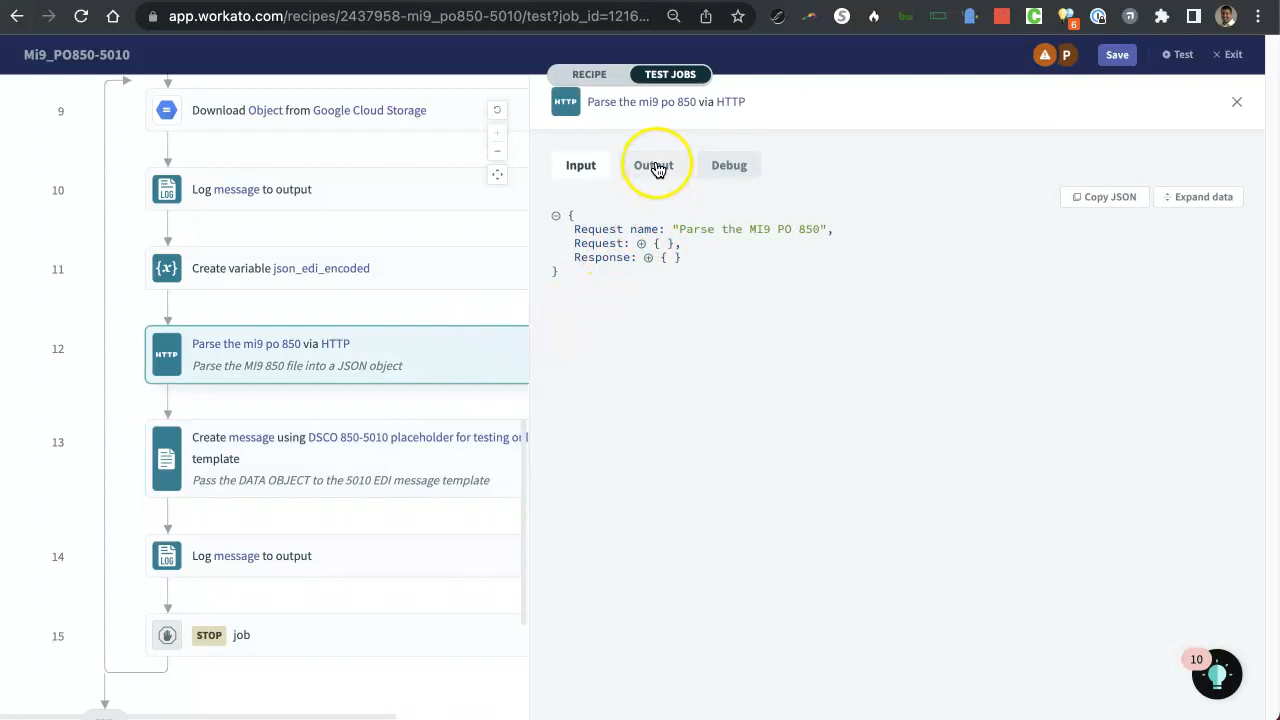 app.workato.com/recipes/2437958-mi9_po850-5010/test?job_id=1216...
6
Mi9_PO850-5010
P
Save
Test
Exit
RECIPE
TEST JOBS
HTTP
Parse the mi9 po 850 via HTTP
Input
Output
Debug
Copy JSON
Expand data
{
Request name: "Parse the MI9 PO 850",
Request: { },
Response: { }
}
9
Download Object from Google Cloud Storage
10
LOG
Log message to output
11
{x}
Create variable json_edi_encoded
12
HTTP
Parse the mi9 po 850 via HTTP
Parse the MI9 850 file into a JSON object
13
Create message using DSCO 850-5010 placeholder for testing
template
Pass the DATA OBJECT to the 5010 EDI message template
14
LOG
Log message to output
15
STOP job
10